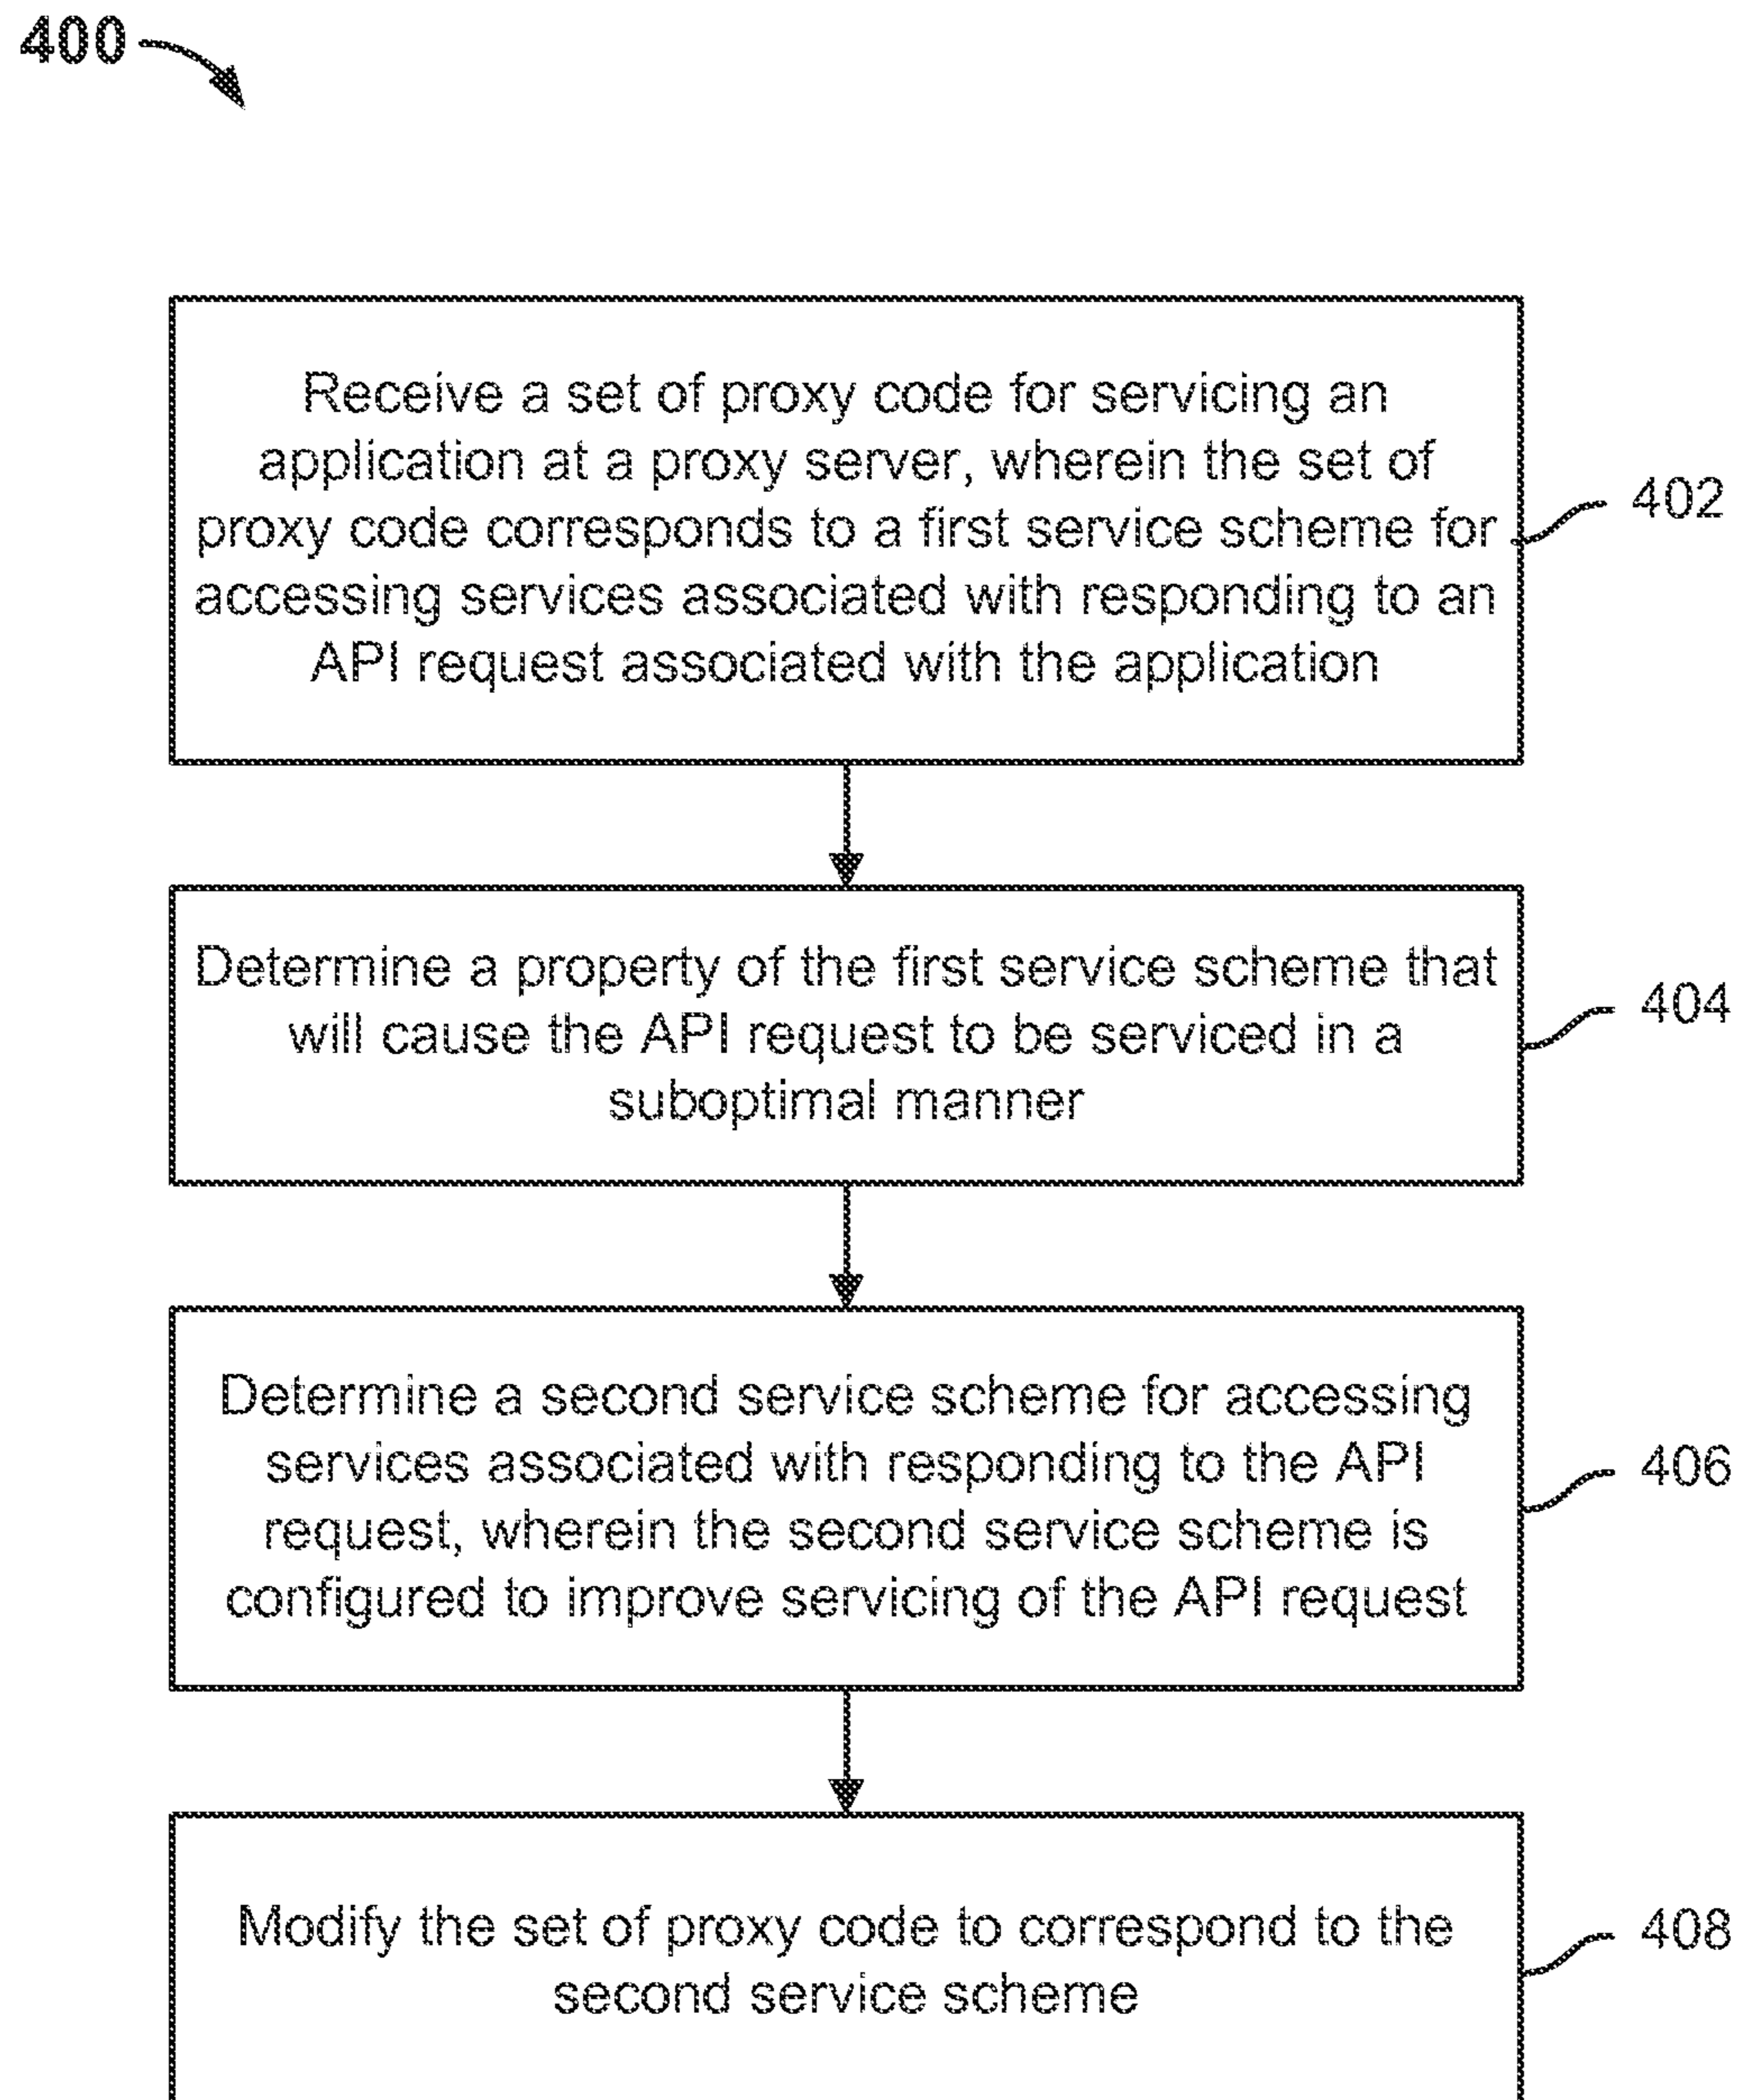 400
Receive a set of proxy code for servicing an
application at a proxy server, wherein the set of
proxy code corresponds to a first service scheme for
accessing services associated with responding to an
API request associated with the application
402
Determine a property of the first service scheme that
will cause the API request to be serviced in a
suboptimal manner
404
Determine a second service scheme for accessing
services associated with responding to the API
request, wherein the second service scheme is
configured to improve servicing of the API request
406
Modify the set of proxy code to correspond to the
second service scheme
408